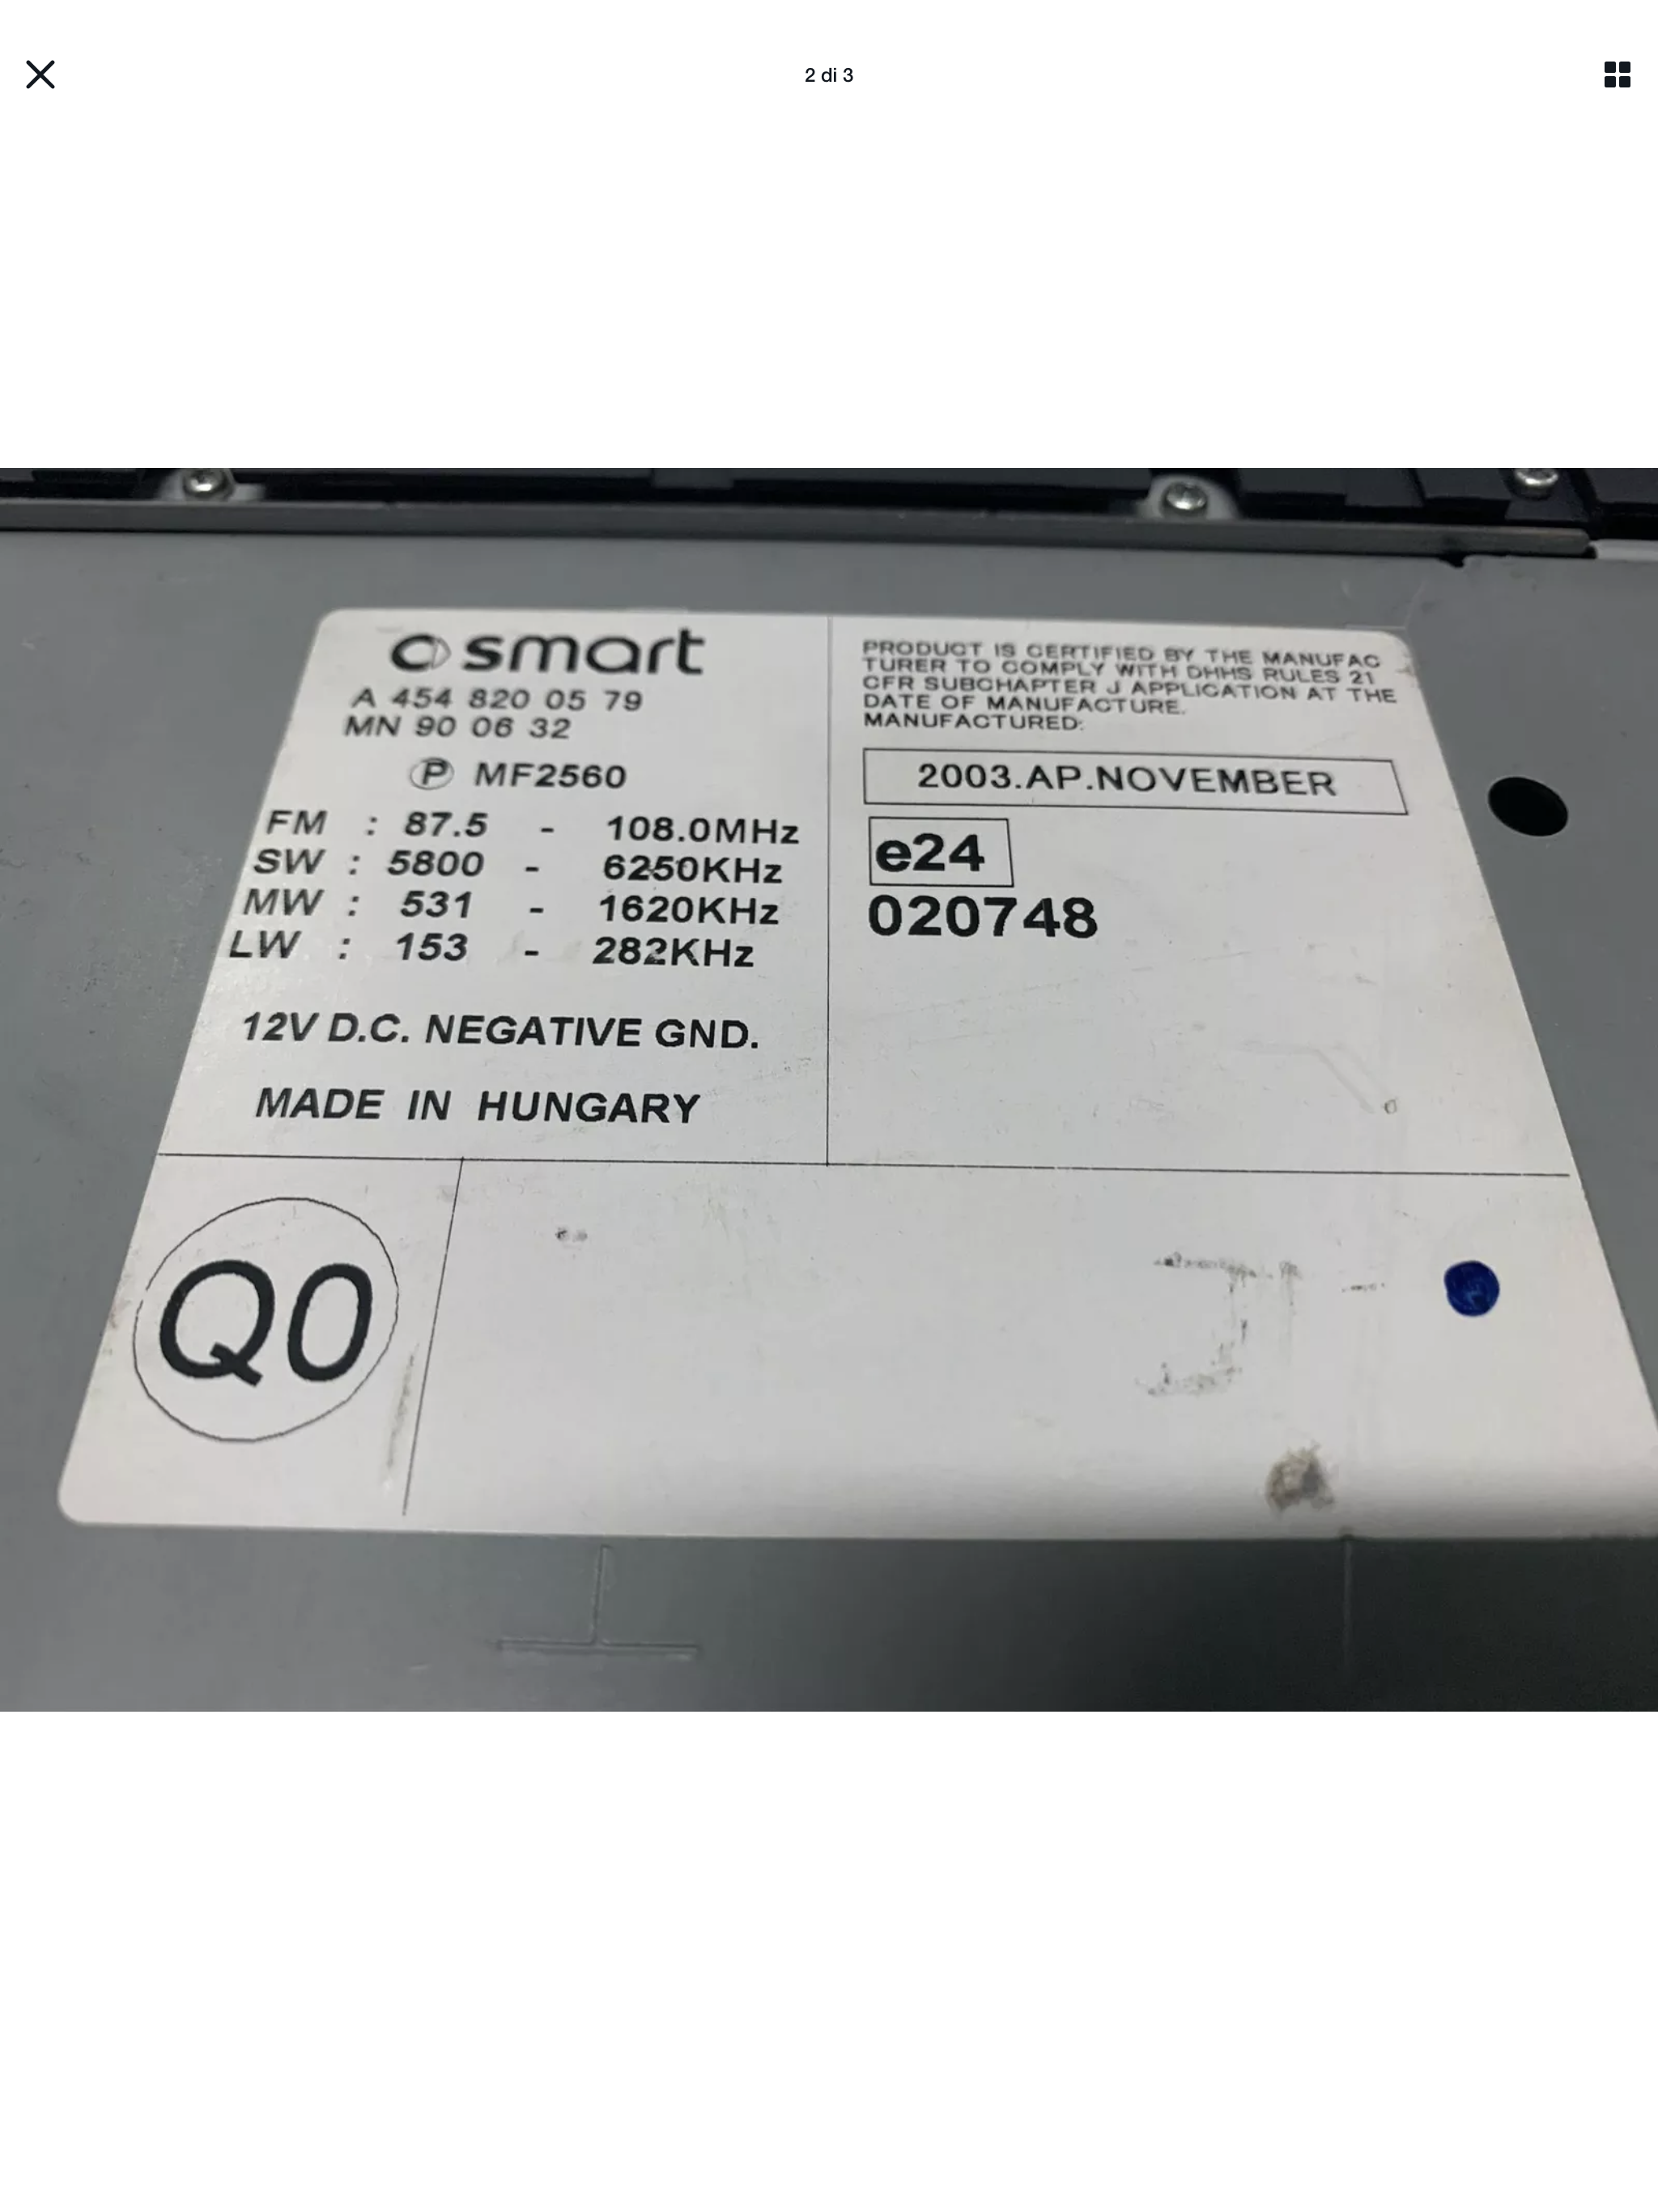 2 di 3
smart
A 454 820 05 79
MN 90 06 32
P MF2560
FM : 87.5 - 108.0MHz
SW : 5800 - 6250KHz
MW : 531 - 1620KHz
LW : 153 - 282KHz
12V D.C. NEGATIVE GND.
MADE IN HUNGARY
PRODUCT IS CERTIFIED BY THE MANUFAC
TURER TO COMPLY WITH DHHS RULES 21
CFR SUBCHAPTER J APPLICATION AT THE
DATE OF MANUFACTURE.
MANUFACTURED:
2003.AP.NOVEMBER
e24
020748
Q0